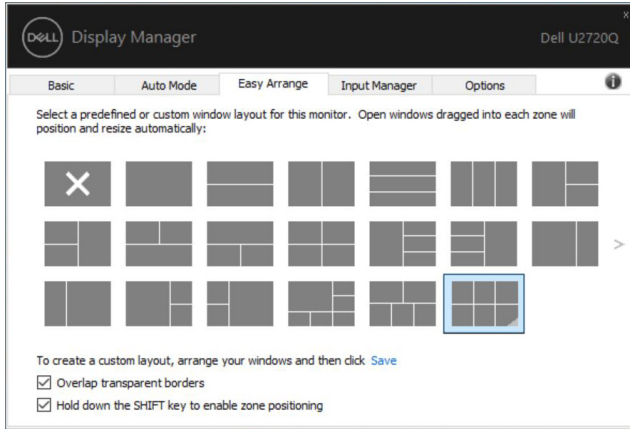 x
DELL Display Manager
Dell U2720Q
Basic Auto Mode Easy Arrange Input Manager Options i
Select a predefined or custom window layout for this monitor. Open windows dragged into each zone will
position and resize automatically:
>
To create a custom layout, arrange your windows and then click Save
Overlap transparent borders
Hold down the SHIFT key to enable zone positioning